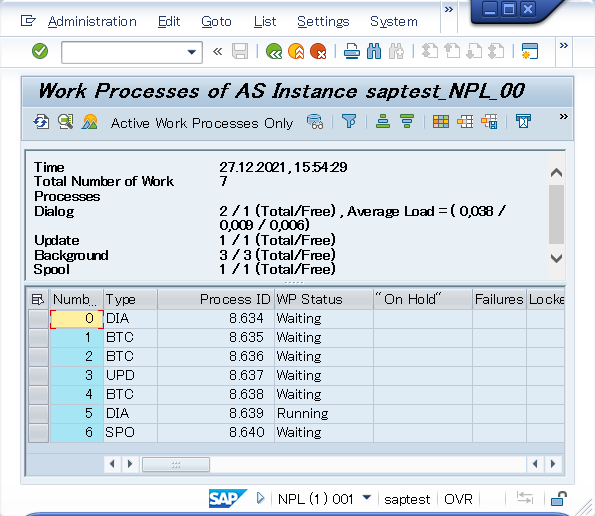 Administration Edit Goto List Settings System »
«
»
Work Processes of AS Instance saptest_NPL_00
Active Work Processes Only »
Time 27.12.2021, 15:54:29
Total Number of Work 7
Processes
Dialog 2 / 1 (Total/Free) , Average Load = ( 0,038 /
0,009 / 0,006)
Update 1 / 1 (Total/Free)
Background 3 / 3 (Total/Free)
Spool 1 / 1 (Total/Free)
Numb.. Type Process ID WP Status "On Hold" Failures Locke
0 DIA 8.634 Waiting
1 BTC 8.635 Waiting
2 BTC 8.636 Waiting
3 UPD 8.637 Waiting
4 BTC 8.638 Waiting
5 DIA 8.639 Running
6 SPO 8.640 Waiting
SAP NPL (1) 001 saptest OVR